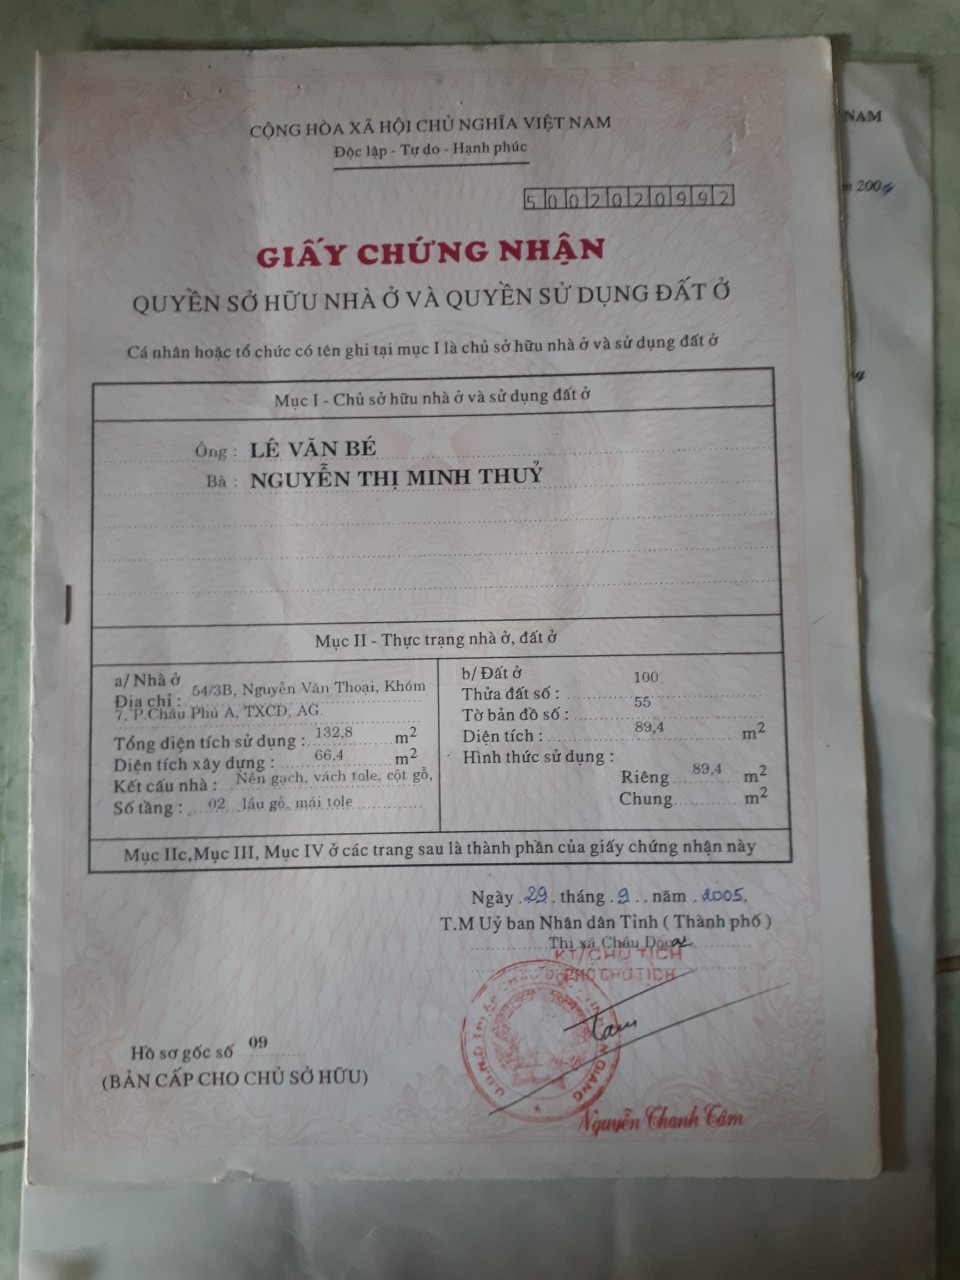 CỘNG HÒA XÃ HỘI CHỦ NGHĨA VIỆT NAM
Độc lập - Tự do - Hạnh phúc
5002020992
GIẤY CHỨNG NHẬN
QUYỀN SỞ HỮU NHÀ Ở VÀ QUYỀN SỬ DỤNG ĐẤT Ở
Cá nhân hoặc tổ chức có tên ghi tại mục I là chủ sở hữu nhà ở và sử dụng đất ở
Mục I - Chủ sở hữu nhà ở và sử dụng đất ở
Ông : LÊ VĂN BÉ
Bà : NGUYỄN THỊ MINH THUỶ
Mục II - Thực trạng nhà ở, đất ở
a/ Nhà ở
Địa chỉ : 54/3B, Nguyễn Văn Thoại, Khóm
7, P.Châu Phú A, TXCD, AG.
Tổng diện tích sử dụng : 132,8 m2
Diện tích xây dựng : 66,4 m2
Kết cấu nhà : Nền gạch, vách tole, cột gỗ,
Số tầng : 02 lầu gỗ, mái tole
b/ Đất ở
Thửa đất số : 100
Tờ bản đồ số : 55
Diện tích : 89,4 m2
Hình thức sử dụng :
Riêng 89,4 m2
Chung m2
Mục IIc,Mục III, Mục IV ở các trang sau là thành phần của giấy chứng nhận này
Ngày 29 tháng 9 năm 2005.
T.M Uỷ ban Nhân dân Tỉnh ( Thành phố )
Thị xã Châu Đốc
KT/CHỦ TỊCH
PHÓ CHỦ TỊCH
Nguyễn Thanh Tâm
Hồ sơ gốc số 09
(BẢN CẤP CHO CHỦ SỞ HỮU)
NAM